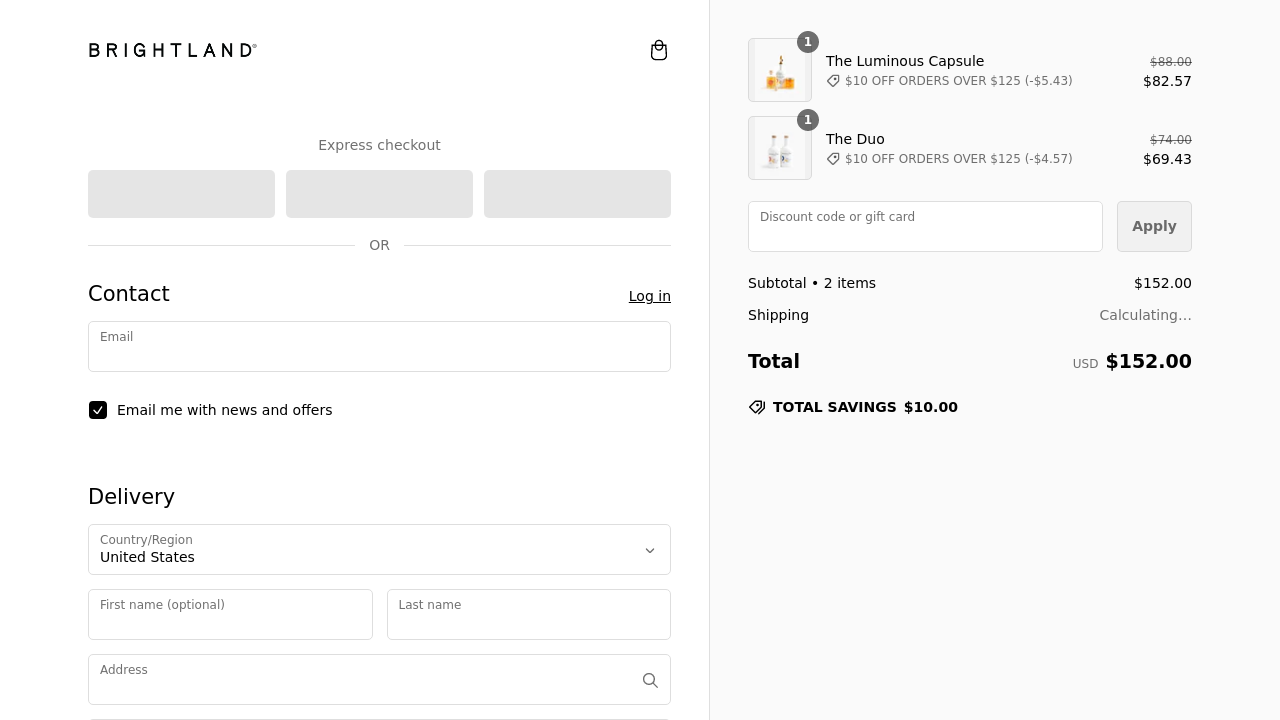 BRIGHTLAND®
Express checkout
OR
Contact
Log in
Email
Email me with news and offers
Delivery
Country/Region
United States
First name (optional)
Last name
Address
1
The Luminous Capsule
$88.00
$10 OFF ORDERS OVER $125 (-$5.43)
$82.57
1
The Duo
$74.00
$10 OFF ORDERS OVER $125 (-$4.57)
$69.43
Discount code or gift card
Apply
Subtotal • 2 items
$152.00
Shipping
Calculating...
Total
USD $152.00
TOTAL SAVINGS $10.00